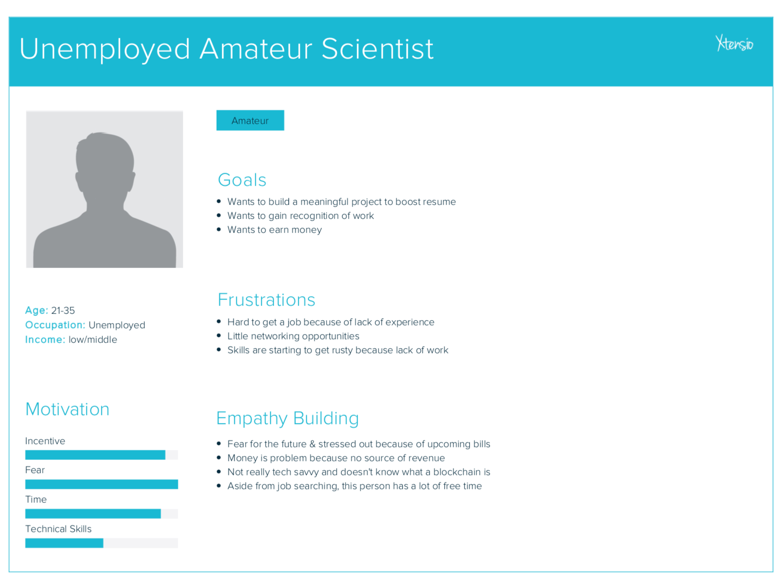 Unemployed Amateur Scientist
Xtensio
Amateur
Goals
Wants to build a meaningful project to boost resume
Wants to gain recognition of work
Wants to earn money
Frustrations
Hard to get a job because of lack of experience
Little networking opportunities
Skills are starting to get rusty because lack of work
Age: 21-35
Occupation: Unemployed
Income: low/middle
Motivation
Incentive
Fear
Time
Technical Skills
Empathy Building
Fear for the future & stressed out because of upcoming bills
Money is problem because no source of revenue
Not really tech savvy and doesn't know what a blockchain is
Aside from job searching, this person has a lot of free time